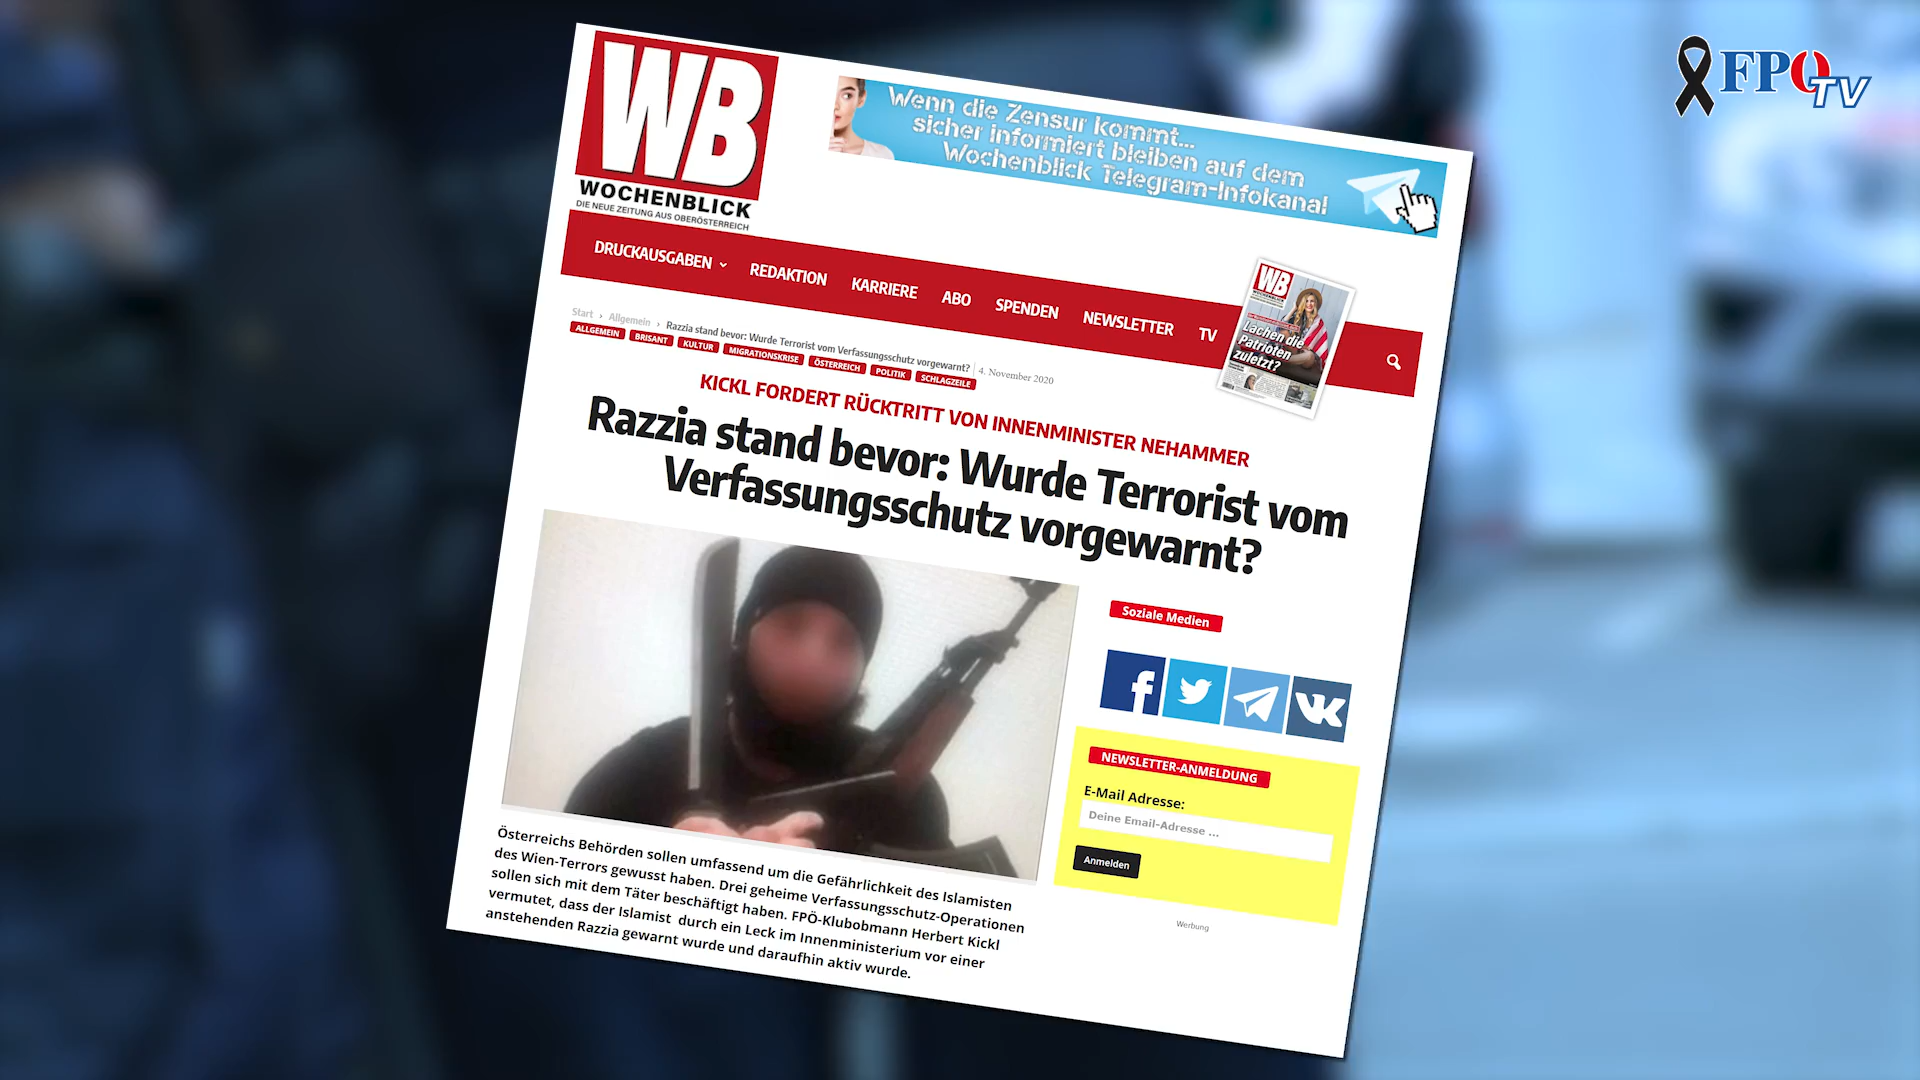 FPÖ TV
WB
WOCHENBLICK
DIE NEUE ZEITUNG AUS OBERÖSTERREICH
Wenn die Zensur kommt...
sicher informiert bleiben auf dem
Wochenblick Telegram-Infokanal
DRUCKAUSGABEN REDAKTION KARRIERE ABO SPENDEN NEWSLETTER TV
WB
Lachen die
Patrioten
zuletzt?
Start › Allgemein › Razzia stand bevor: Wurde Terrorist vom Verfassungsschutz vorgewarnt? 4. November 2020
ALLGEMEIN BRISANT KULTUR MIGRATIONSKRISE ÖSTERREICH POLITIK SCHLAGZEILE
KICKL FORDERT RÜCKTRITT VON INNENMINISTER NEHAMMER
Razzia stand bevor: Wurde Terrorist vom
Verfassungsschutz vorgewarnt?
Soziale Medien
NEWSLETTER-ANMELDUNG
E-Mail Adresse:
Deine Email-Adresse ...
Anmelden
Werbung
Österreichs Behörden sollen umfassend um die Gefährlichkeit des Islamisten
des Wien-Terrors gewusst haben. Drei geheime Verfassungsschutz-Operationen
sollen sich mit dem Täter beschäftigt haben. FPÖ-Klubobmann Herbert Kickl
vermutet, dass der Islamist durch ein Leck im Innenministerium vor einer
anstehenden Razzia gewarnt wurde und daraufhin aktiv wurde.